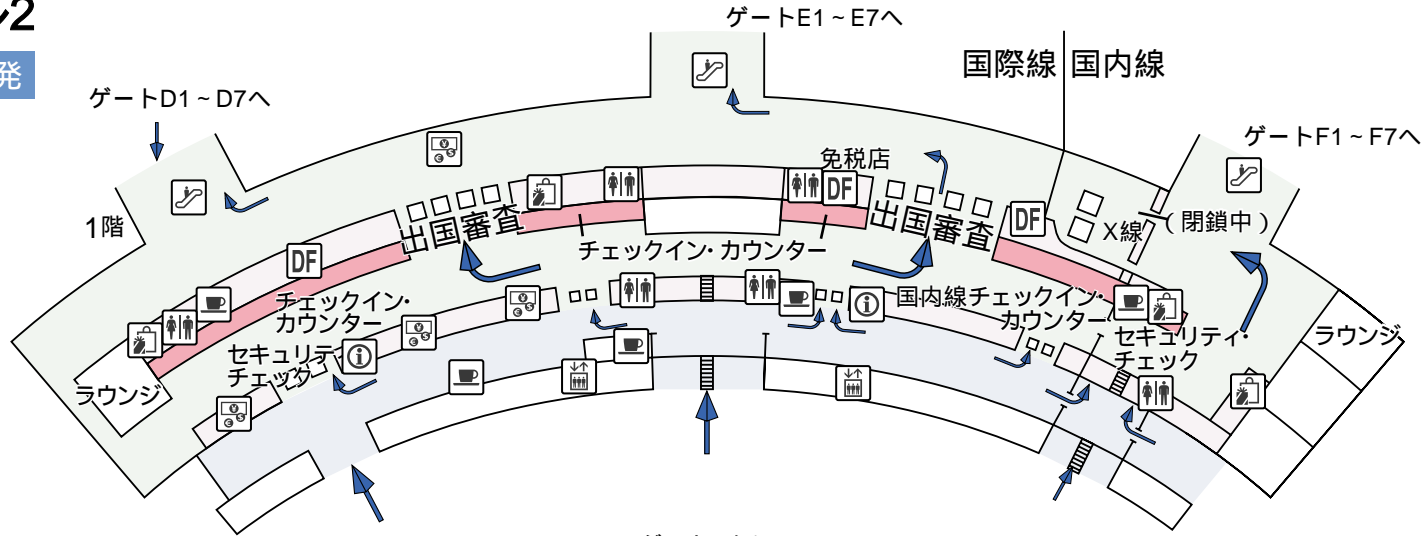 2
発
ゲートE1～E7へ
国際線 国内線
ゲートD1～D7へ
ゲートF1～F7へ
免税店
1階
DF
出国審査
出国審査
DF
X線
（閉鎖中）
DF
チェックイン・カウンター
チェックイン・
カウンター
国内線チェックイン・
カウンター
セキュリティ・
チェック
セキュリティ
チェック
ラウンジ
ラウンジ